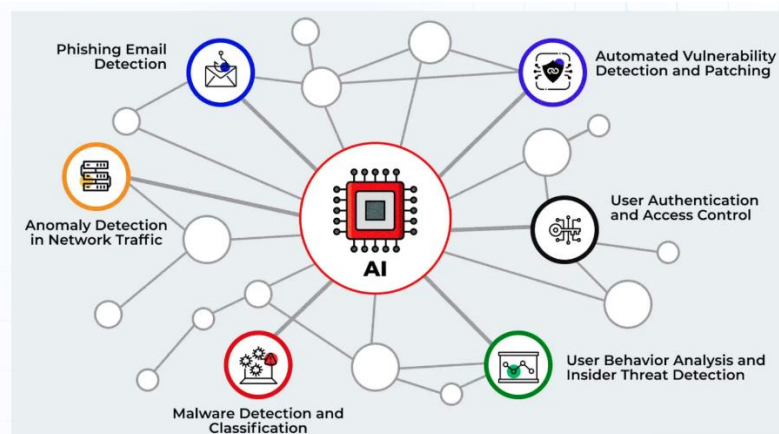 Phishing Email
Detection
Automated Vulnerability
Detection and Patching
Anomaly Detection
in Network Traffic
AI
User Authentication
and Access Control
Malware Detection and
Classification
User Behavior Analysis and
Insider Threat Detection